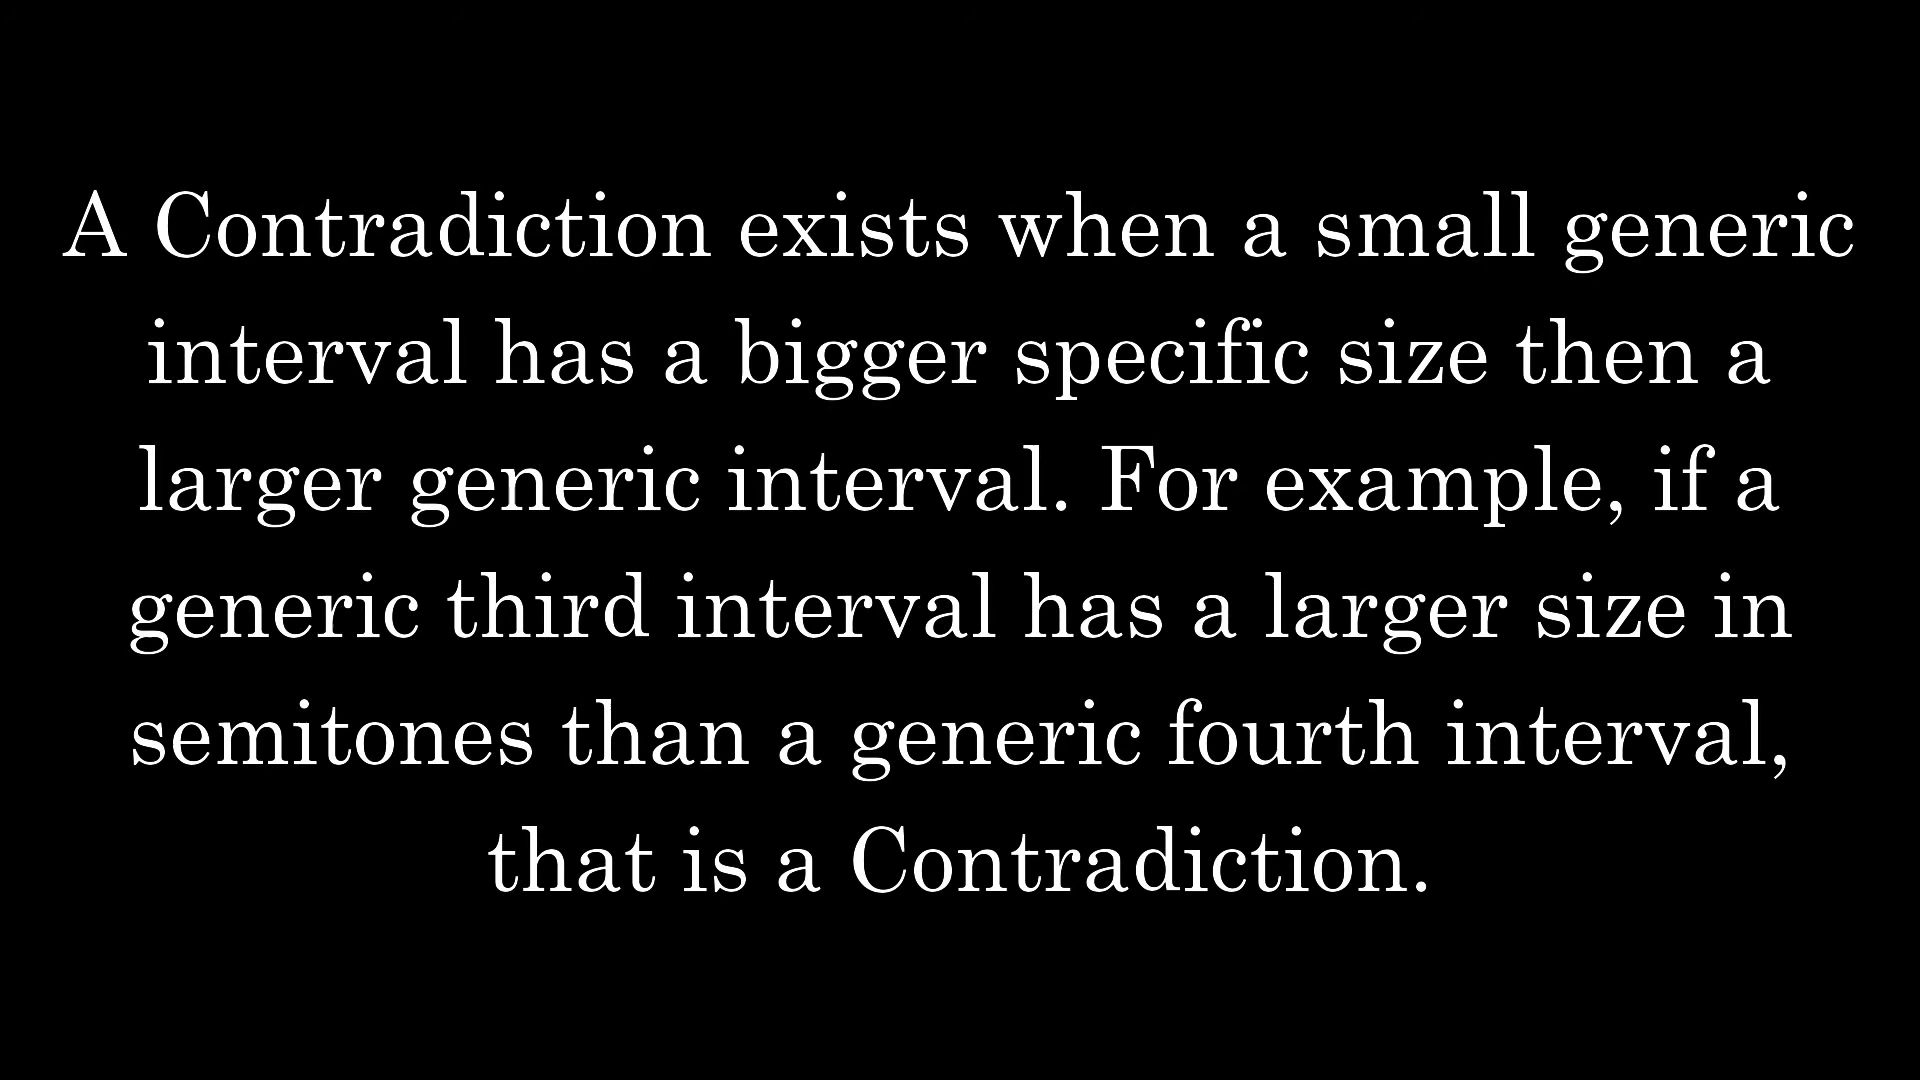 A Contradiction exists when a small generic
interval has a bigger specific size then a
larger generic interval. For example, if a
generic third interval has a larger size in
semitones than a generic fourth interval,
that is a Contradiction.